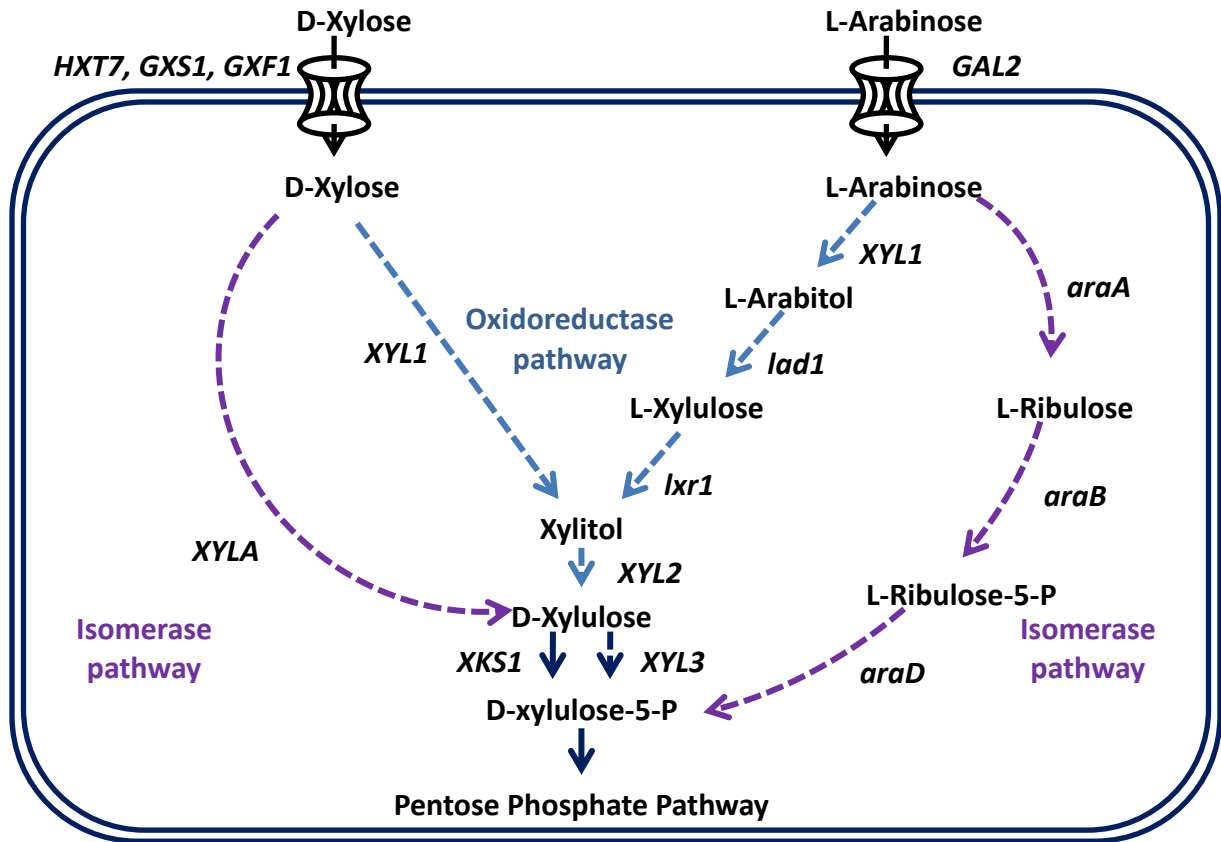 D-Xylose
L-Arabinose
HXT7, GXS1, GXF1
GAL2
D-Xylose
L-Arabinose
XYL1
araA
L-Arabitol
Oxidoreductase
pathway
XYL1
lad1
L-Xylulose
L-Ribulose
lxr1
araB
Xylitol
XYLA
XYL2
L-Ribulose-5-P
D-Xylulose
Isomerase
pathway
Isomerase
pathway
XKS1
XYL3
araD
D-xylulose-5-P
Pentose Phosphate Pathway